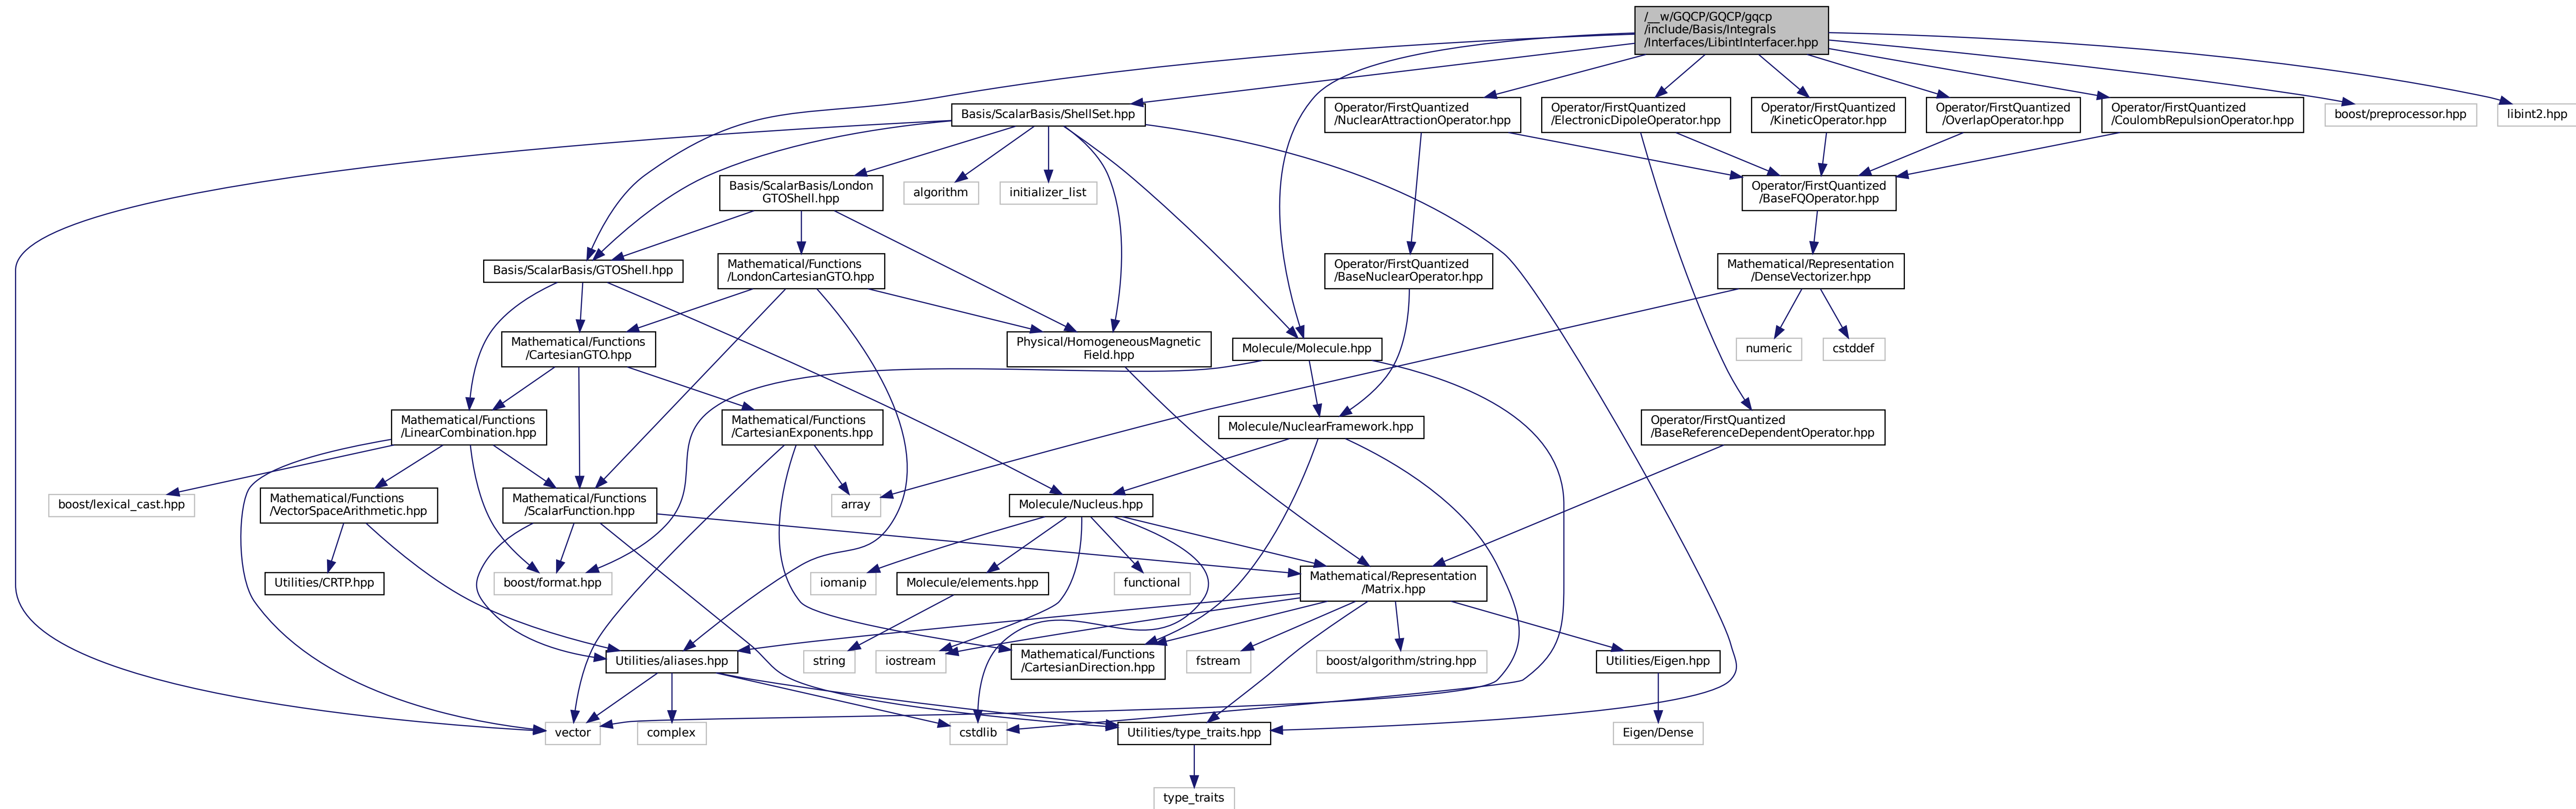 /__w/GQCP/GQCP/gqcp
/include/Basis/Integrals
/Interfaces/LibintInterfacer.hpp
Basis/ScalarBasis/ShellSet.hpp
Operator/FirstQuantized
/NuclearAttractionOperator.hpp
Operator/FirstQuantized
/ElectronicDipoleOperator.hpp
Operator/FirstQuantized
/KineticOperator.hpp
Operator/FirstQuantized
/OverlapOperator.hpp
Operator/FirstQuantized
/CoulombRepulsionOperator.hpp
boost/preprocessor.hpp
libint2.hpp
Basis/ScalarBasis/London
GTOShell.hpp
algorithm
initializer_list
Operator/FirstQuantized
/BaseFQOperator.hpp
Basis/ScalarBasis/GTOShell.hpp
Mathematical/Functions
/LondonCartesianGTO.hpp
Operator/FirstQuantized
/BaseNuclearOperator.hpp
Mathematical/Representation
/DenseVectorizer.hpp
Mathematical/Functions
/CartesianGTO.hpp
Physical/HomogeneousMagnetic
Field.hpp
Molecule/Molecule.hpp
numeric
cstddef
Mathematical/Functions
/LinearCombination.hpp
Mathematical/Functions
/CartesianExponents.hpp
Molecule/NuclearFramework.hpp
Operator/FirstQuantized
/BaseReferenceDependentOperator.hpp
boost/lexical_cast.hpp
Mathematical/Functions
/VectorSpaceArithmetic.hpp
Mathematical/Functions
/ScalarFunction.hpp
array
Molecule/Nucleus.hpp
Utilities/CRTP.hpp
boost/format.hpp
iomanip
Molecule/elements.hpp
functional
Mathematical/Representation
/Matrix.hpp
Utilities/aliases.hpp
string
iostream
Mathematical/Functions
/CartesianDirection.hpp
fstream
boost/algorithm/string.hpp
Utilities/Eigen.hpp
vector
complex
cstdlib
Utilities/type_traits.hpp
Eigen/Dense
type_traits